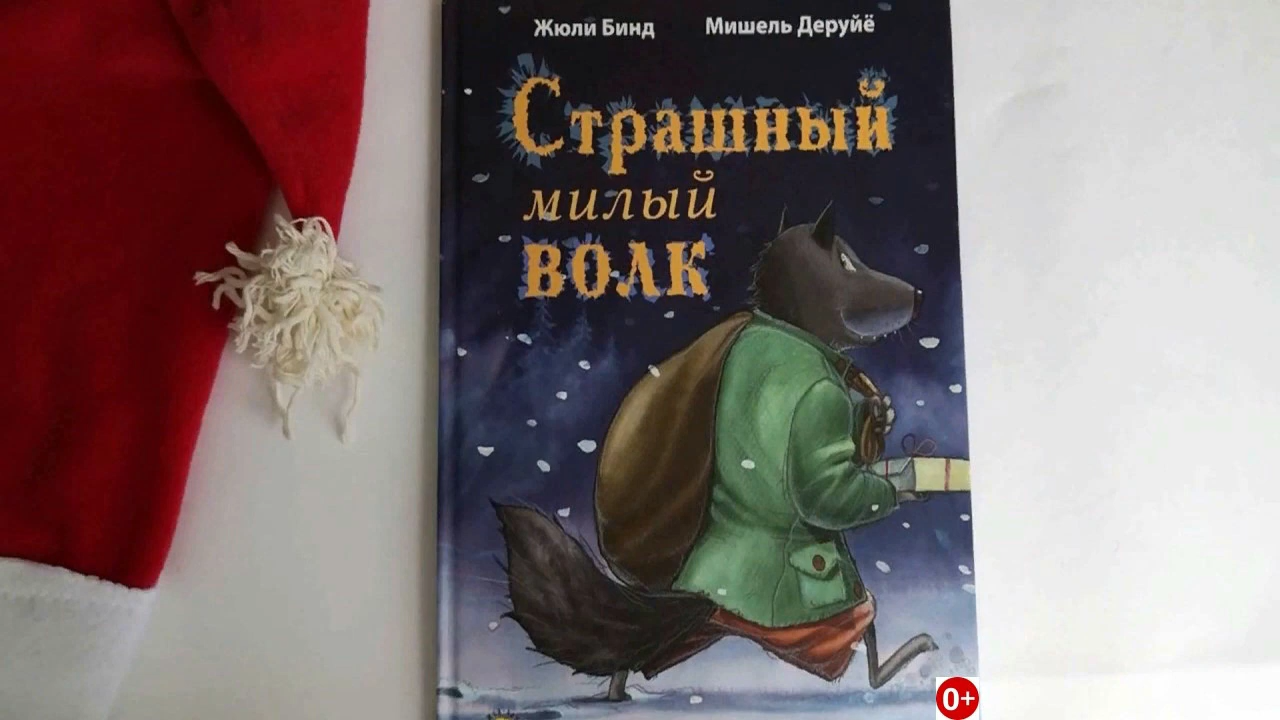 Жюли Бинд Мишель Деруйё
Страшный
милый
волк
0+